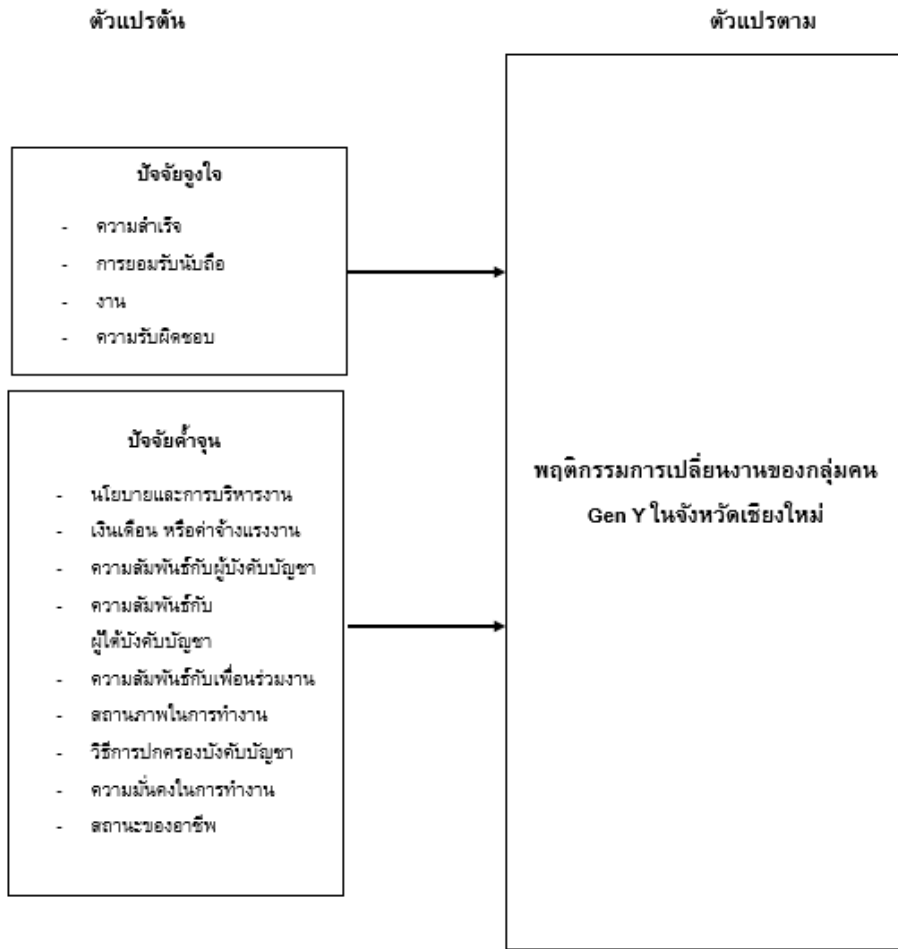 ตัวแปรต้น
ตัวแปรตาม
ปัจจัยจูงใจ
- ความสำเร็จ
- การยอมรับนับถือ
- งาน
- ความรับผิดชอบ
ปัจจัยค้ำจุน
- นโยบายและการบริหารงาน
- เงินเดือน หรือค่าจ้างแรงงาน
- ความสัมพันธ์กับผู้บังคับบัญชา
- ความสัมพันธ์กับ
ผู้ใต้บังคับบัญชา
- ความสัมพันธ์กับเพื่อนร่วมงาน
- สถานภาพในการทำงาน
- วิธีการปกครองบังคับบัญชา
- ความมั่นคงในการทำงาน
- สถานะของอาชีพ
พฤติกรรมการเปลี่ยนงานของกลุ่มคน
Gen Y ในจังหวัดเชียงใหม่